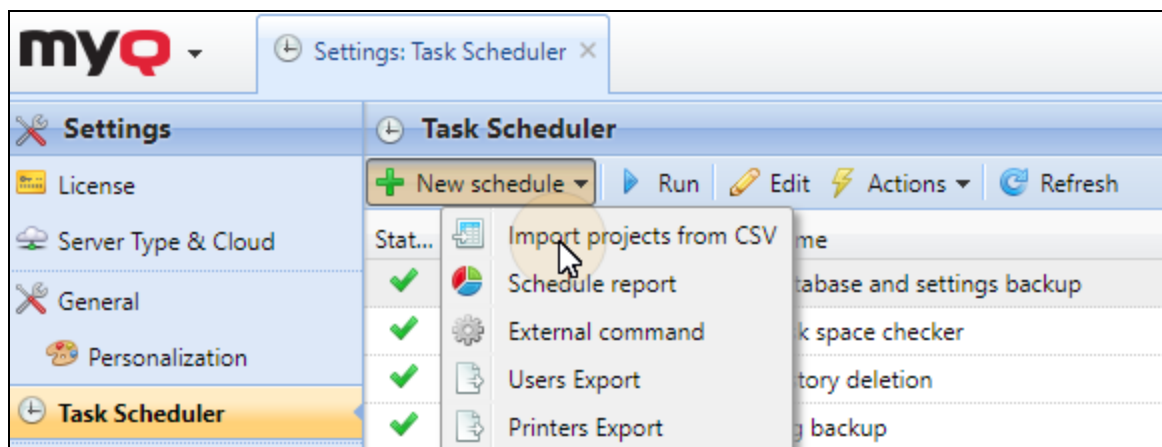 myQ
Settings: Task Scheduler
Settings
Task Scheduler
License
New schedule Run Edit Actions Refresh
Server Type & Cloud
Stat... me
Import projects from CSV
General
Schedule report
tabase and settings backup
Personalization
External command
k space checker
Users Export
tory deletion
Task Scheduler
Printers Export
backup